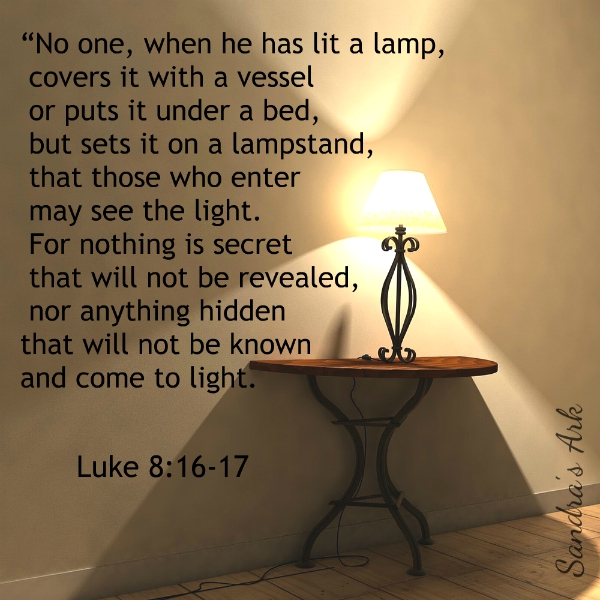 “No one, when he has lit a lamp,
covers it with a vessel
or puts it under a bed,
but sets it on a lampstand,
that those who enter
may see the light.
For nothing is secret
that will not be revealed,
nor anything hidden
that will not be known
and come to light.
Luke 8:16-17
Sandra's Ark